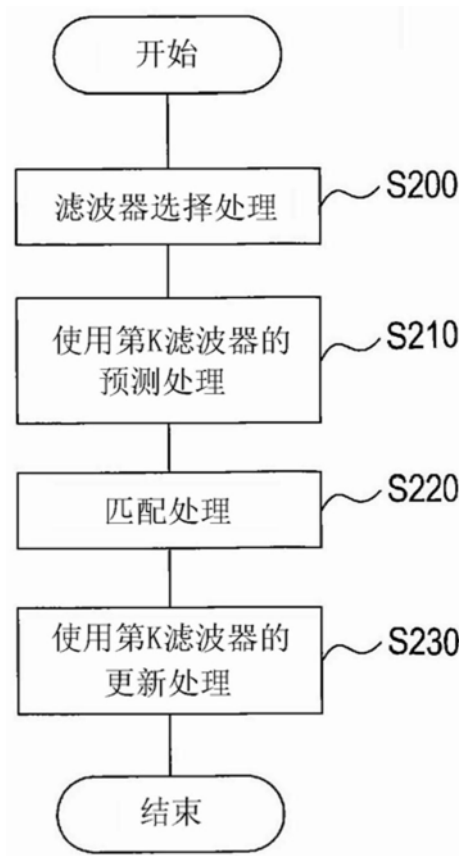 开始
滤波器选择处理
S200
使用第K滤波器的
预测处理
S210
匹配处理
S220
使用第K滤波器的
更新处理
S230
结束